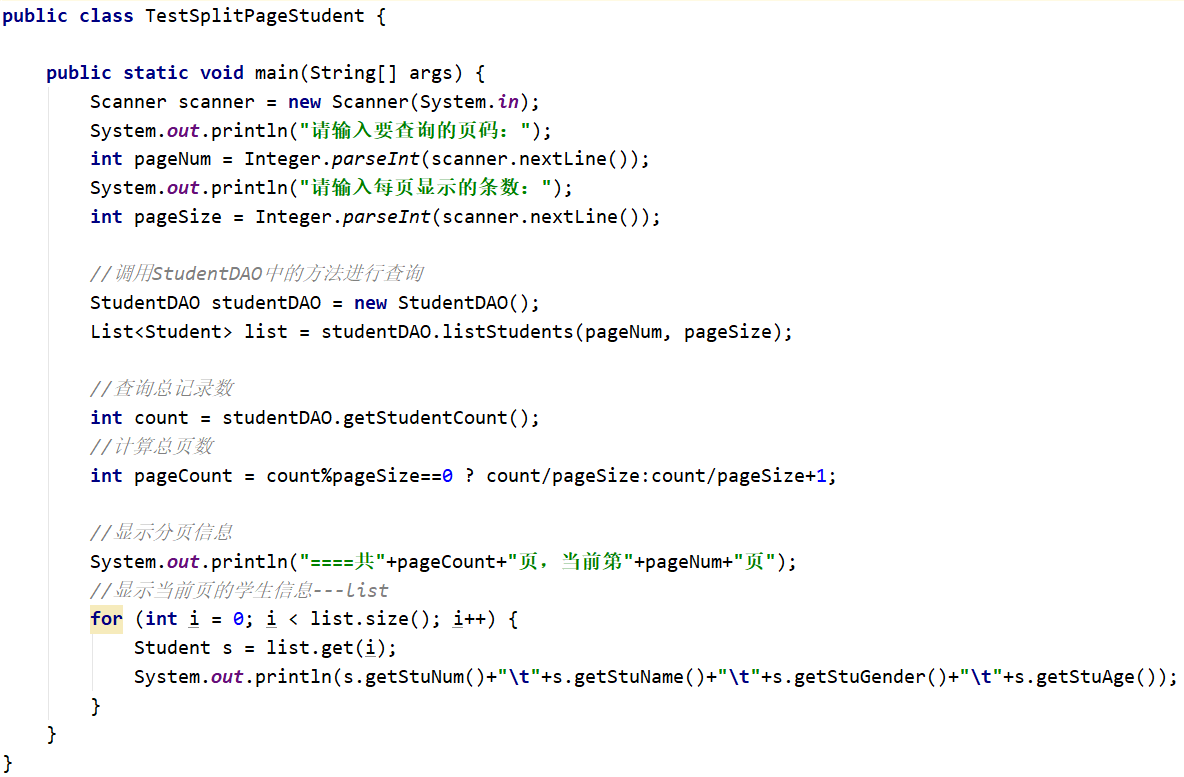 public class TestSplitPageStudent {
public static void main(String[] args) {
Scanner scanner = new Scanner(System.in);
System.out.println("请输入要查询的页码：");
int pageNum = Integer.parseInt(scanner.nextLine());
System.out.println("请输入每页显示的条数：");
int pageSize = Integer.parseInt(scanner.nextLine());
//调用StudentDAO中的方法进行查询
StudentDAO studentDAO = new StudentDAO();
List<Student> list = studentDAO.listStudents(pageNum, pageSize);
//查询总记录数
int count = studentDAO.getStudentCount();
//计算总页数
int pageCount = count%pageSize==0 ? count/pageSize:count/pageSize+1;
//显示分页信息
System.out.println("====共"+pageCount+"页，当前第"+pageNum+"页");
//显示当前页的学生信息---list
for (int i = 0; i < list.size(); i++) {
Student s = list.get(i);
System.out.println(s.getStuNum()+"\t"+s.getStuName()+"\t"+s.getStuGender()+"\t"+s.getStuAge());
}
}
}